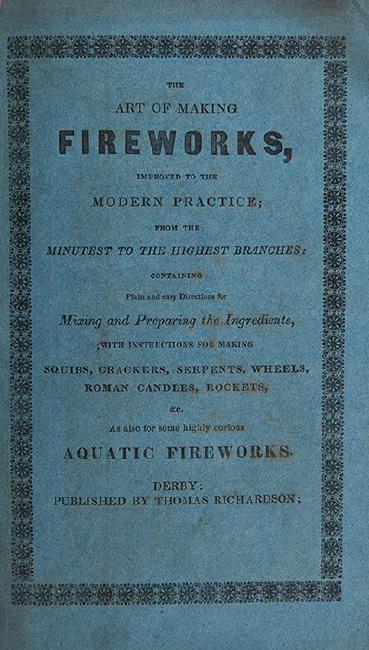 THE
ART OF MAKING
FIREWORKS,
IMPROVED TO THE
MODERN PRACTICE;
FROM THE
MINUTEST TO THE HIGHEST BRANCHES:
CONTAINING
Plain and easy Directions for
Mixing and Preparing the Ingredients,
WITH INSTRUCTIONS FOR MAKING
SQUIBS, CRACKERS, SERPENTS, WHEELS,
ROMAN CANDLES, ROCKETS,
&c.
As also for some highly curious
AQUATIC FIREWORKS.
DERBY:
PUBLISHED BY THOMAS RICHARDSON;